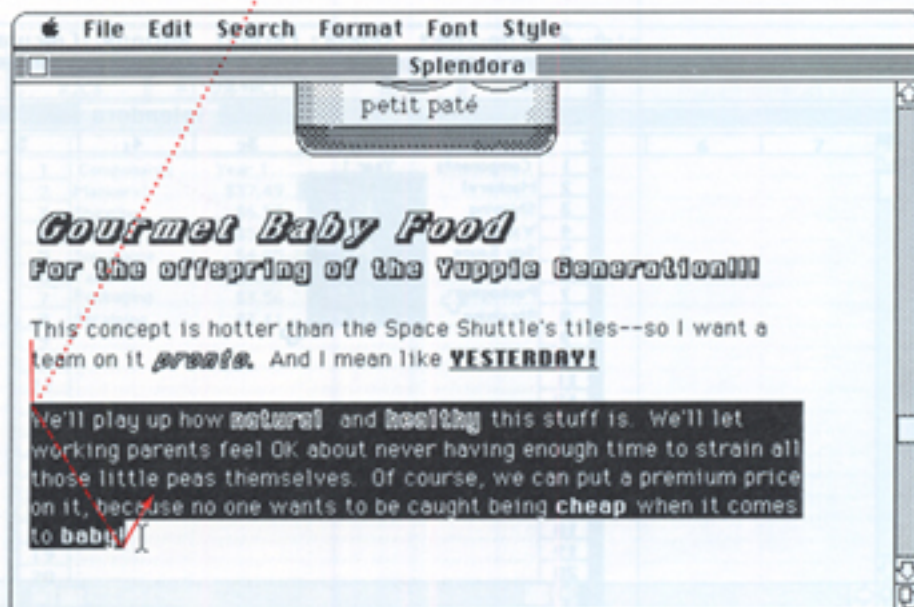 File Edit Search Format Font Style
Splendora
petit paté
Gourmet Baby Food
For the offspring of the Yuppie Generation!!!
This concept is hotter than the Space Shuttle's tiles--so I want a
team on it pronto. And I mean like YESTERDAY!
We'll play up how natural and healthy this stuff is. We'll let
working parents feel OK about never having enough time to strain all
those little peas themselves. Of course, we can put a premium price
on it, because no one wants to be caught being cheap when it comes
to baby!